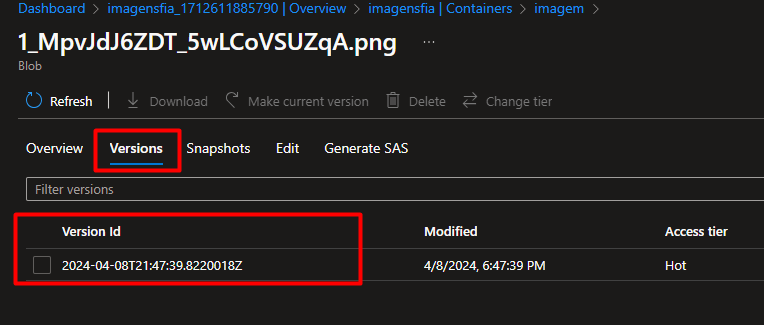 Dashboard > imagensfia_1712611885790 | Overview > imagensfia | Containers > imagem >
1_MpvJdJ6ZDT_5wLCoVSUZqA.png ...
Blob
Refresh Download Make current version Delete Change tier
Overview Versions Snapshots Edit Generate SAS
Filter versions
Version Id Modified Access tier
2024-04-08T21:47:39.8220018Z 4/8/2024, 6:47:39 PM Hot